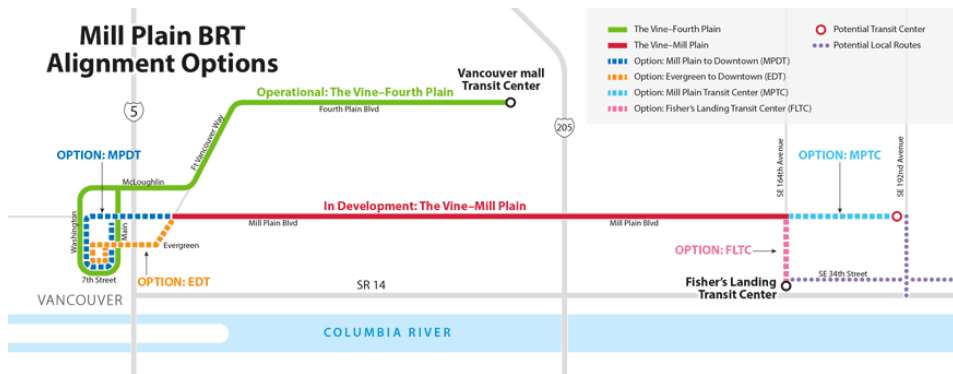 Mill Plain BRT
Alignment Options
The Vine–Fourth Plain
The Vine–Mill Plain
Option: Mill Plain to Downtown (MPDT)
Option: Evergreen to Downtown (EDT)
Option: Mill Plain Transit Center (MPTC)
Option: Fisher's Landing Transit Center (FLTC)
Potential Transit Center
Potential Local Routes
Vancouver mall
Transit Center
Operational: The Vine–Fourth Plain
Fourth Plain Blvd
5
205
Ft Vancouver Way
OPTION: MPDT
McLoughlin
SE 164th Avenue
OPTION: MPTC
SE 192nd Avenue
In Development: The Vine–Mill Plain
Mill Plain Blvd
Mill Plain Blvd
Washington
Main
Evergreen
OPTION: FLTC
7th Street
OPTION: EDT
SE 34th Street
Fisher's Landing
Transit Center
SR 14
VANCOUVER
COLUMBIA RIVER